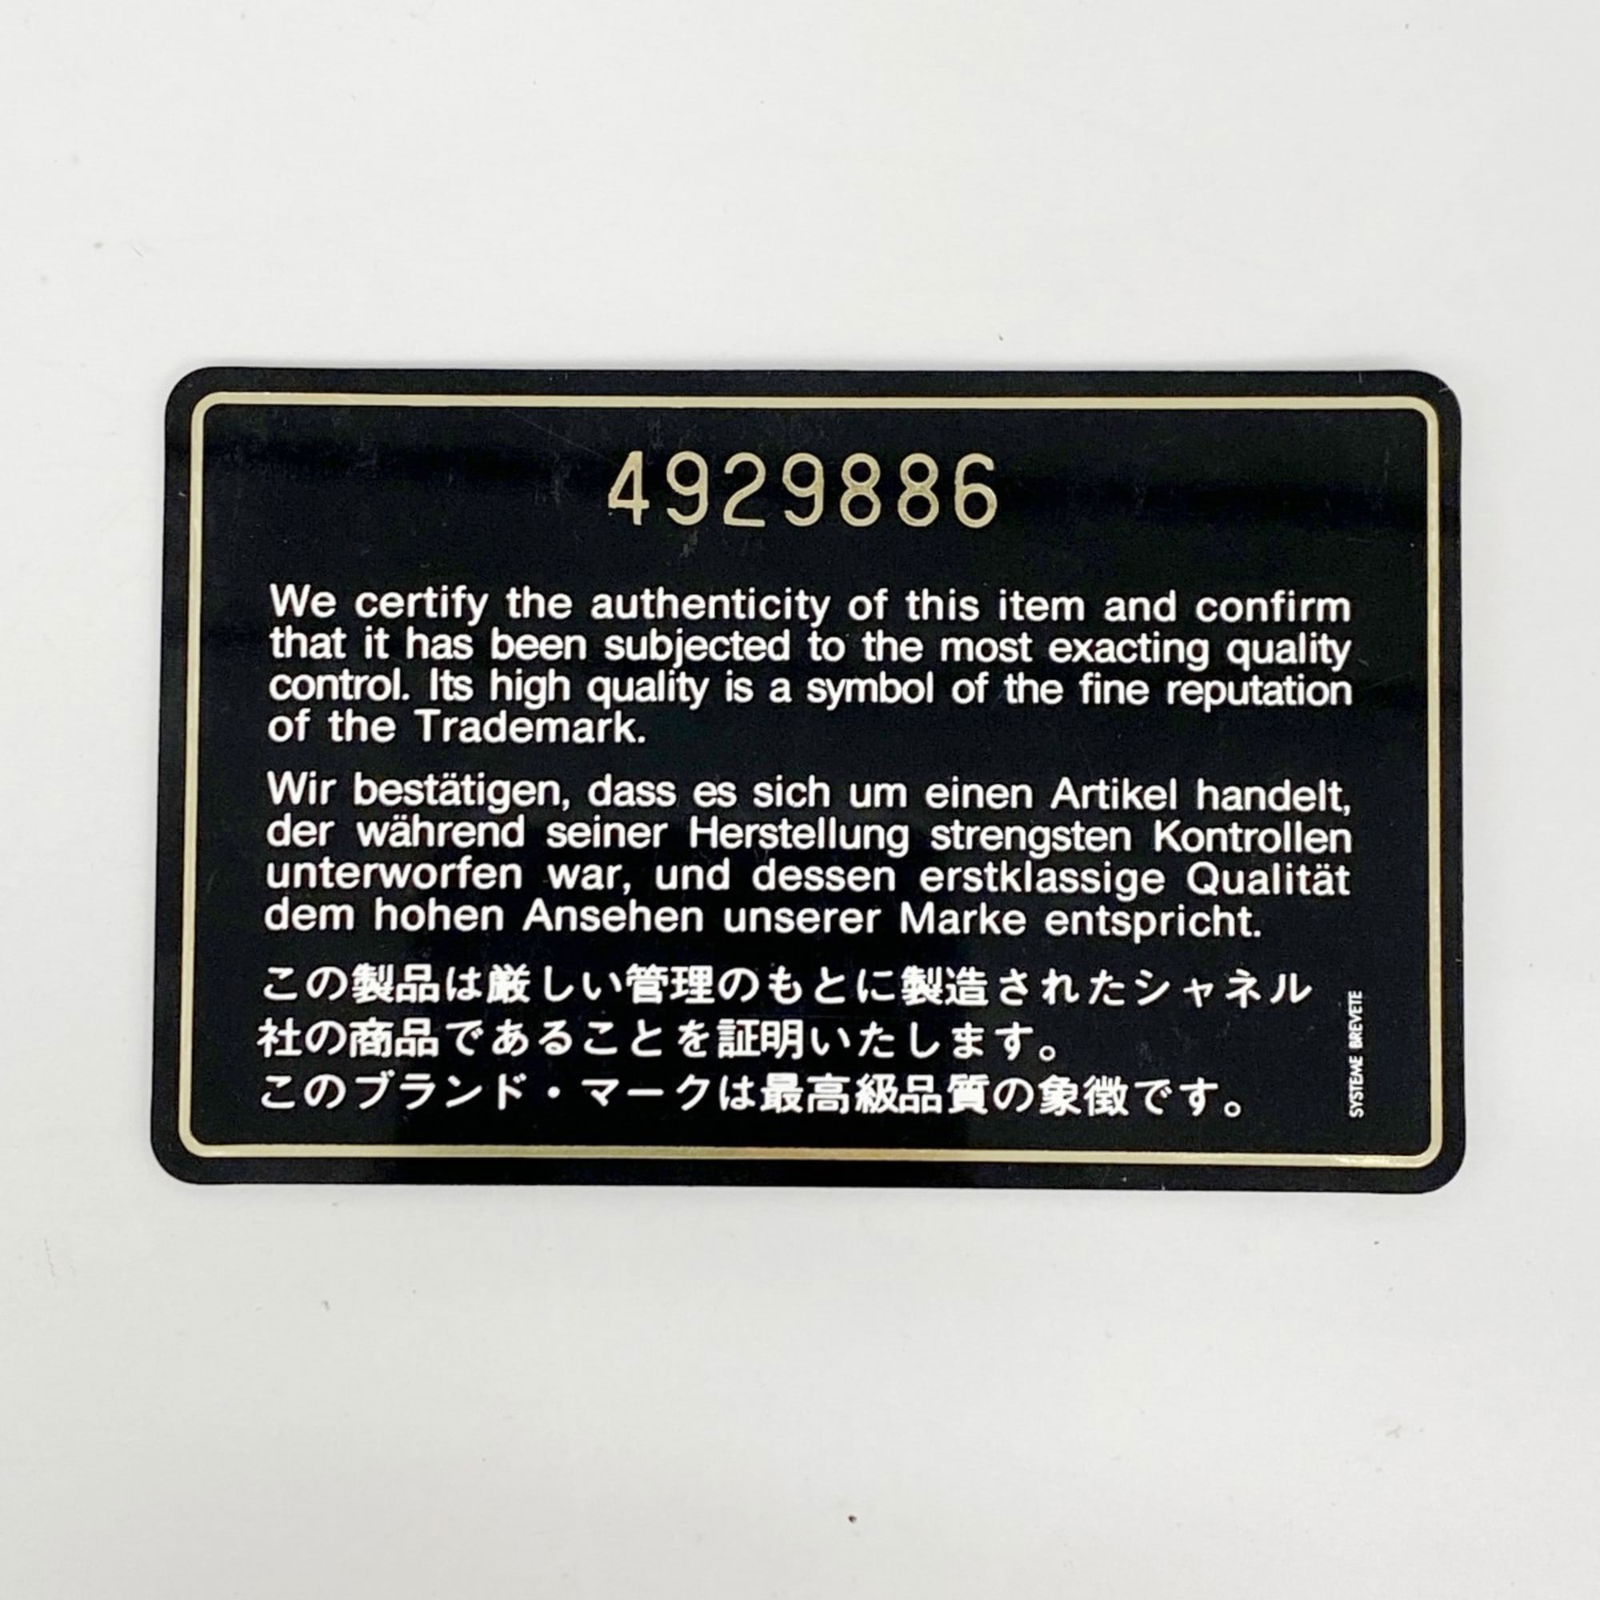 4929886
We certify the authenticity of this item and confirm
that it has been subjected to the most exacting quality
control. Its high quality is a symbol of the fine reputation
of the Trademark.
Wir bestätigen, dass es sich um einen Artikel handelt,
der während seiner Herstellung strengsten Kontrollen
unterworfen war, und dessen erstklassige Qualität
dem hohen Ansehen unserer Marke entspricht.
この製品は厳しい管理のもとに製造されたシャネル
社の商品であることを証明いたします。
このブランド・マークは最高級品質の象徴です。
SYSTEME BREVETE